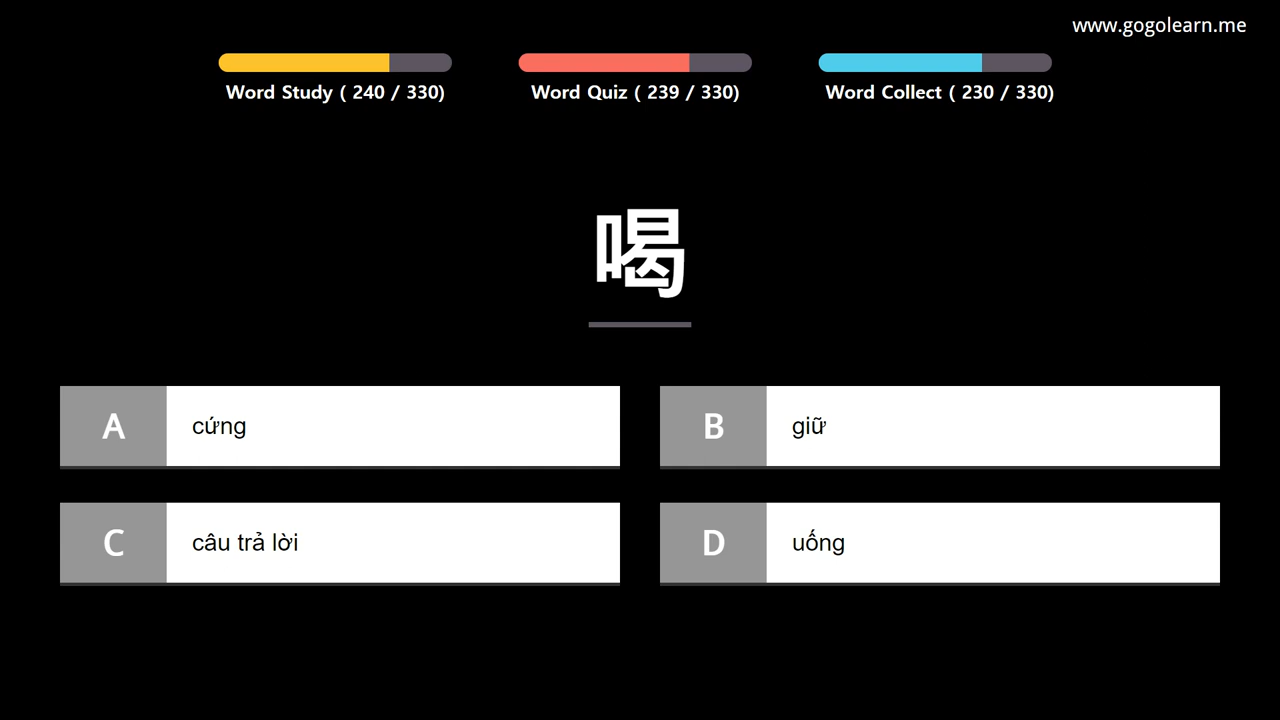 www.gogolearn.me
Word Study ( 240 / 330)
Word Quiz ( 239 / 330)
Word Collect ( 230 / 330)
喝
A cứng
B giữ
C câu trả lời
D uống